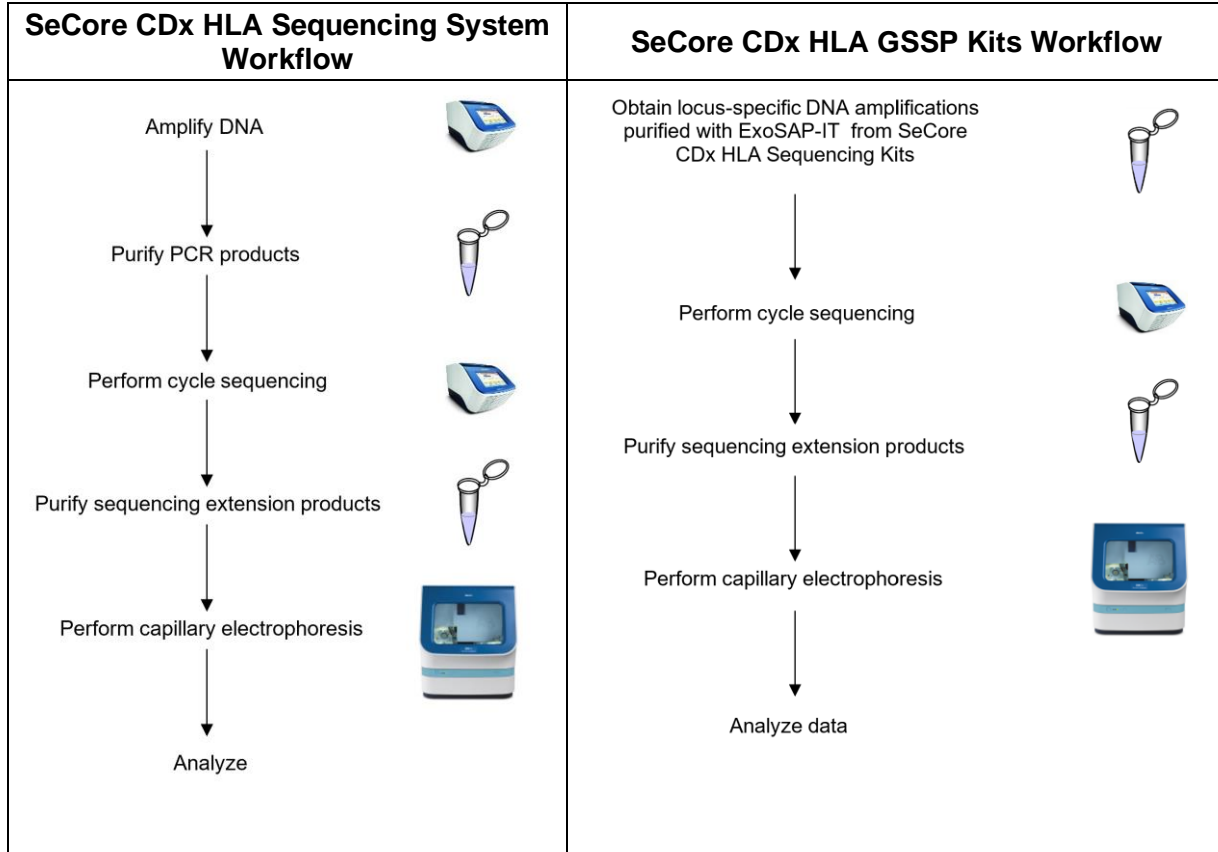 SeCore CDx HLA Sequencing System
Workflow
Amplify DNA
Purify PCR products
Perform cycle sequencing
Purify sequencing extension products
Perform capillary electrophoresis
Analyze
SeCore CDx HLA GSSP Kits Workflow
Obtain locus-specific DNA amplifications
purified with ExoSAP-IT from SeCore
CDx HLA Sequencing Kits
Perform cycle sequencing
Purify sequencing extension products
Perform capillary electrophoresis
Analyze data